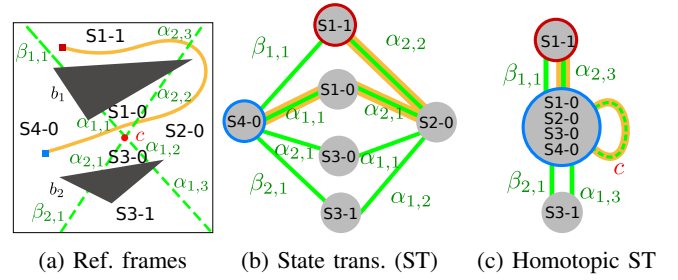 S1-1
α₂,₃
β₁,₁
b₁
α₂,₂
S1-0
α₁,₁
S4-0
c
S2-0
α₂,₁
S3-0
α₁,₂
b₂
α₁,₃
β₂,₁
S3-1
(a) Ref. frames
S1-1
β₁,₁
α₂,₂
S1-0
S4-0
α₁,₁
α₂,₁
S2-0
α₂,₁
S3-0
α₁,₁
β₂,₁
α₁,₂
S3-1
(b) State trans. (ST)
S1-1
β₁,₁
α₂,₃
S1-0
S2-0
S3-0
S4-0
c
β₂,₁
α₁,₃
S3-1
(c) Homotopic ST